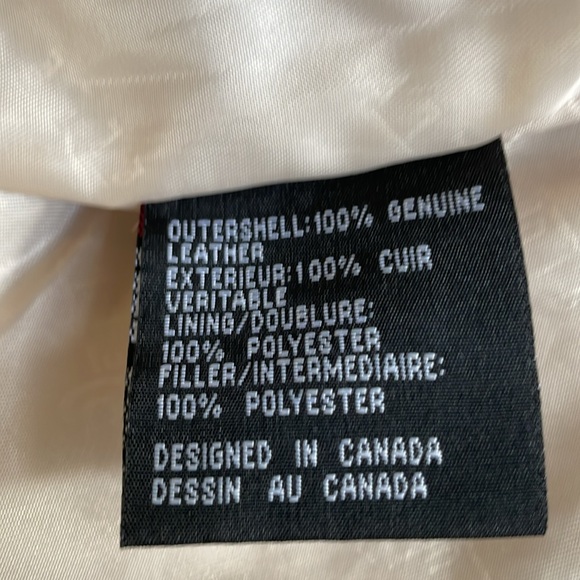 OUTERSHELL:100% GENUINE
LEATHER
EXTERIEUR:100% CUIR
VERITABLE
LINING/DOUBLURE:
100% POLYESTER
FILLER/INTERMEDIAIRE:
100% POLYESTER
DESIGNED IN CANADA
DESSIN AU CANADA